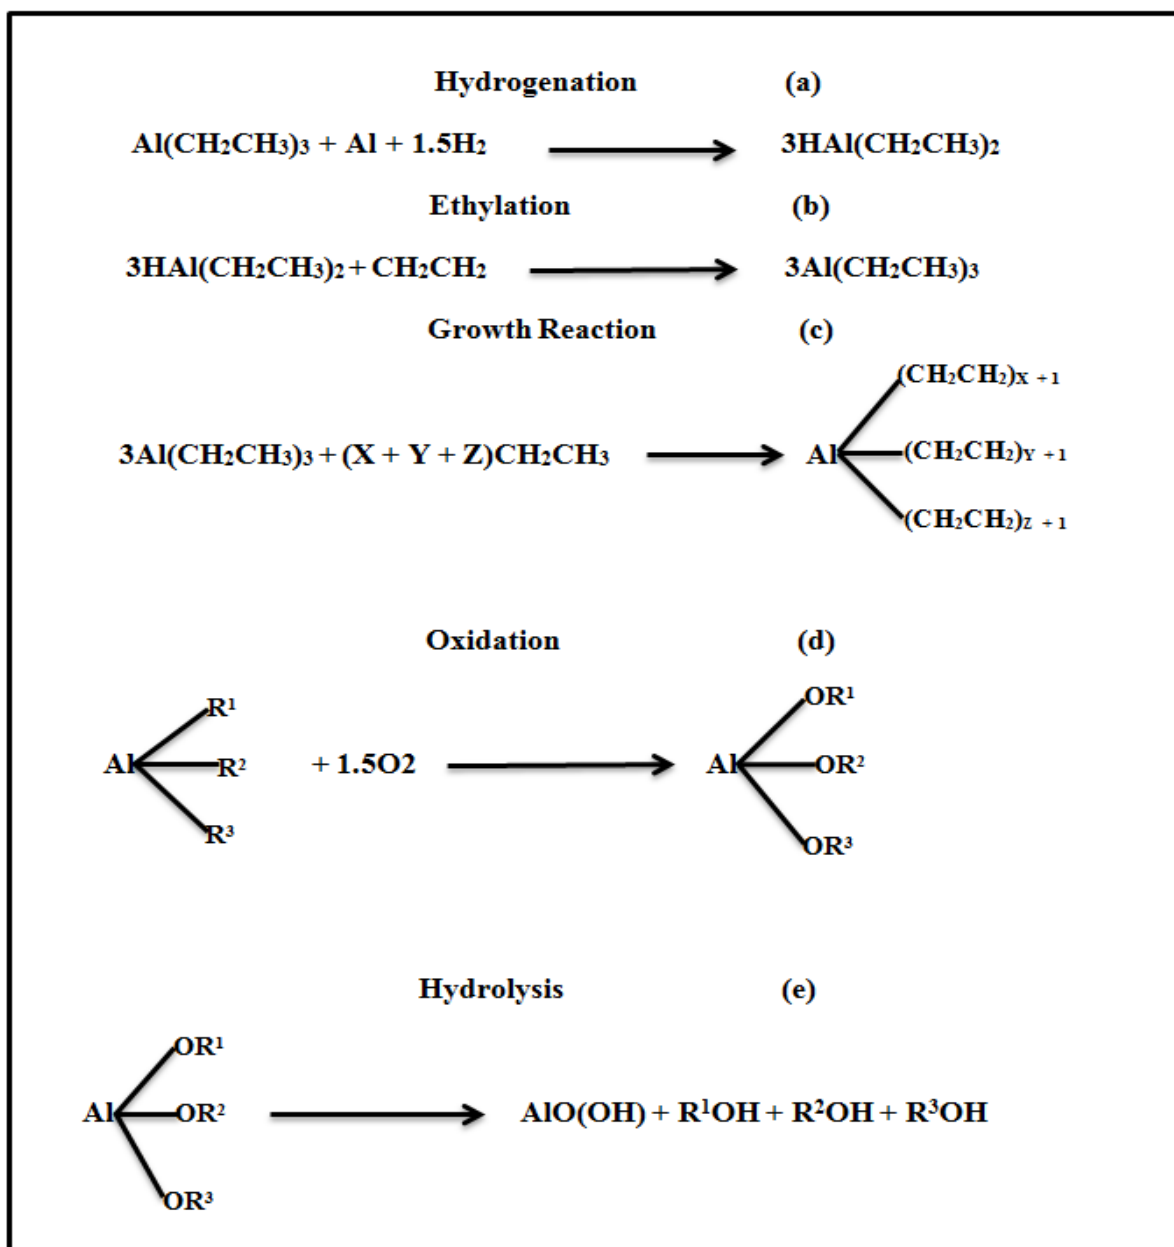 Hydrogenation (a)
Al(CH₂CH₃)₃ + Al + 1.5H₂ 3HAl(CH₂CH₃)₂
Ethylation (b)
3HAl(CH₂CH₃)₂ + CH₂CH₂ 3Al(CH₂CH₃)₃
Growth Reaction (c)
(CH₂CH₂)X + 1
3Al(CH₂CH₃)₃ + (X + Y + Z)CH₂CH₃ Al (CH₂CH₂)Y + 1
(CH₂CH₂)Z + 1
Oxidation (d)
R¹ OR¹
Al R² + 1.5O2 Al OR²
R³ OR³
Hydrolysis (e)
OR¹
Al OR² AlO(OH) + R¹OH + R²OH + R³OH
OR³